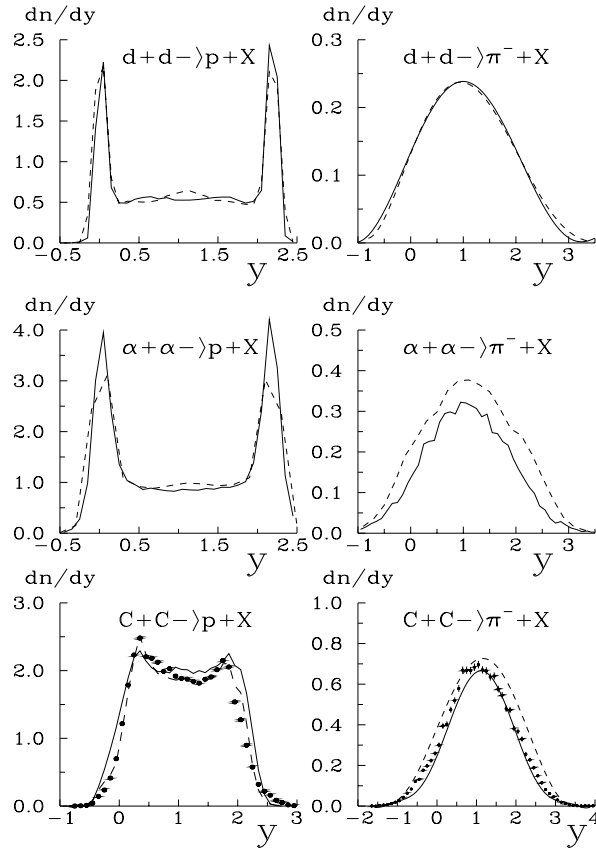 dn/dy dn/dy
2.5 d+d−⟩p+X 0.3 d+d−⟩π⁻+X
2.0 0.2
1.5
1.0 0.1
0.5
0.0 0.0
−0.5 0.5 1.5 2.5 −1 0 1 2 3
y y
dn/dy dn/dy
4.0 α+α−⟩p+X 0.5 α+α−⟩π⁻+X
3.0 0.4
0.3
2.0 0.2
1.0 0.1
0.0 0.0
−0.5 0.5 1.5 2.5 −1 0 1 2 3
y y
dn/dy dn/dy
3.0 C+C−⟩p+X 1.0 C+C−⟩π⁻+X
0.8
2.0 0.6
1.0 0.4
0.2
0.0 0.0
−1 0 1 2 3 −2 −1 0 1 2 3 4
y y